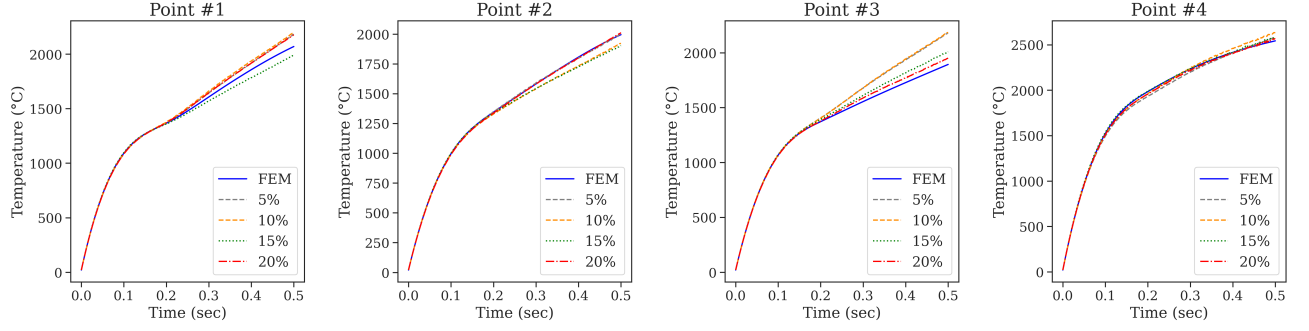 Point #1
Temperature (°C)
2000
1500
1000
500
0
FEM
5%
10%
15%
20%
0.0 0.1 0.2 0.3 0.4 0.5
Time (sec)
Point #2
Temperature (°C)
2000
1750
1500
1250
1000
750
500
250
0
FEM
5%
10%
15%
20%
0.0 0.1 0.2 0.3 0.4 0.5
Time (sec)
Point #3
Temperature (°C)
2000
1500
1000
500
0
FEM
5%
10%
15%
20%
0.0 0.1 0.2 0.3 0.4 0.5
Time (sec)
Point #4
Temperature (°C)
2500
2000
1500
1000
500
0
FEM
5%
10%
15%
20%
0.0 0.1 0.2 0.3 0.4 0.5
Time (sec)